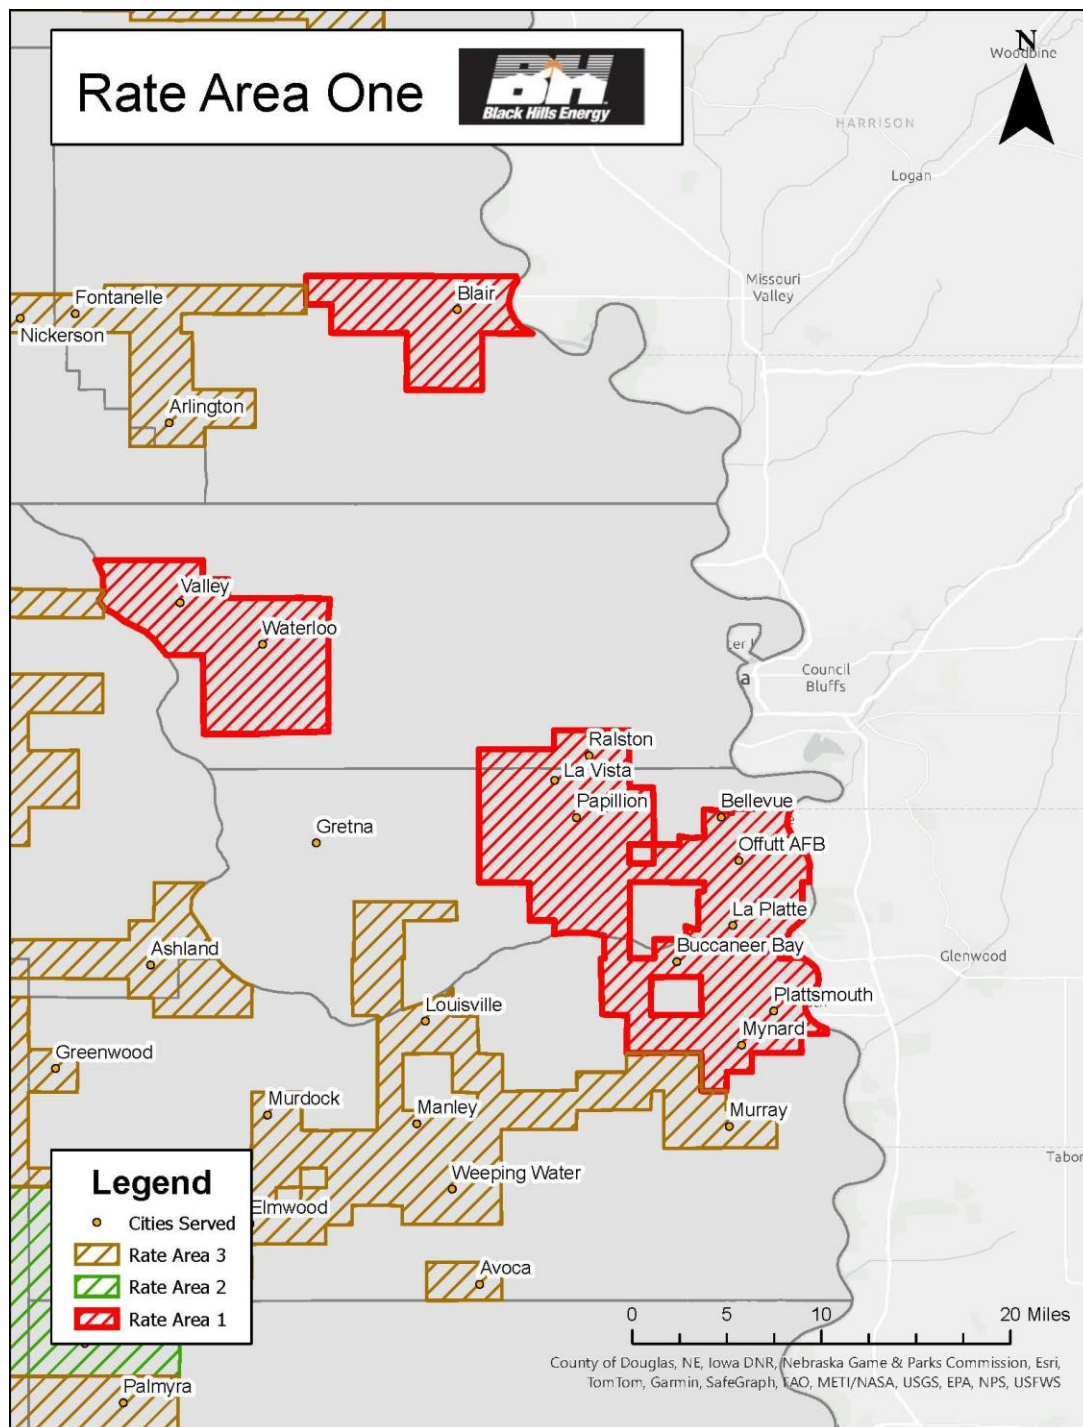 Rate Area One
BH
Black Hills Energy
N
Woodbine
HARRISON
Logan
Missouri
Valley
Blair
Fontanelle
Nickerson
Arlington
Valley
Waterloo
Council
Bluffs
a
Ralston
La Vista
Papillion
Bellevue
Gretna
Offutt AFB
La Platte
Buccaneer Bay
Glenwood
Ashland
Plattsmouth
Louisville
Mynard
Greenwood
Murdock
Manley
Murray
Tabor
Weeping Water
Elmwood
Avoca
Legend
Cities Served
Rate Area 3
Rate Area 2
Rate Area 1
0 5 10 20 Miles
County of Douglas, NE, Iowa DNR, Nebraska Game & Parks Commission, Esri,
TomTom, Garmin, SafeGraph, FAO, METI/NASA, USGS, EPA, NPS, USFWS
Palmyra